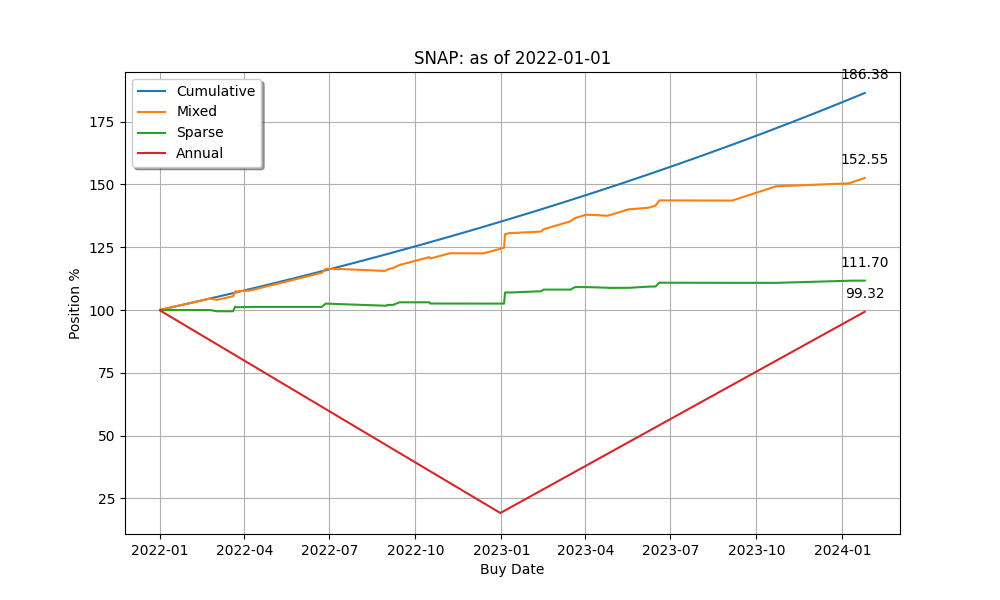 SNAP: as of 2022-01-01
Cumulative
Mixed
Sparse
Annual
186.38
152.55
111.70
99.32
175
150
125
100
75
50
25
Position %
2022-01 2022-04 2022-07 2022-10 2023-01 2023-04 2023-07 2023-10 2024-01
Buy Date